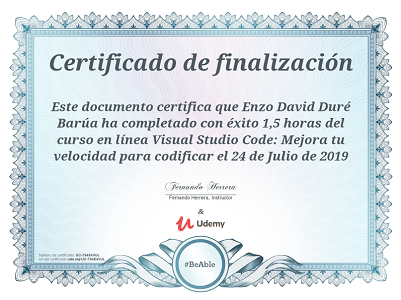 Certificado de finalización
Este documento certifica que Enzo David Duré
Barúa ha completado con éxito 1,5 horas del
curso en línea Visual Studio Code: Mejora tu
velocidad para codificar el 24 de Julio de 2019
Fernando Herrera
Fernando Herrera, Instructor
&
Udemy
Número de certificado:
url del certificado:
#BeAble